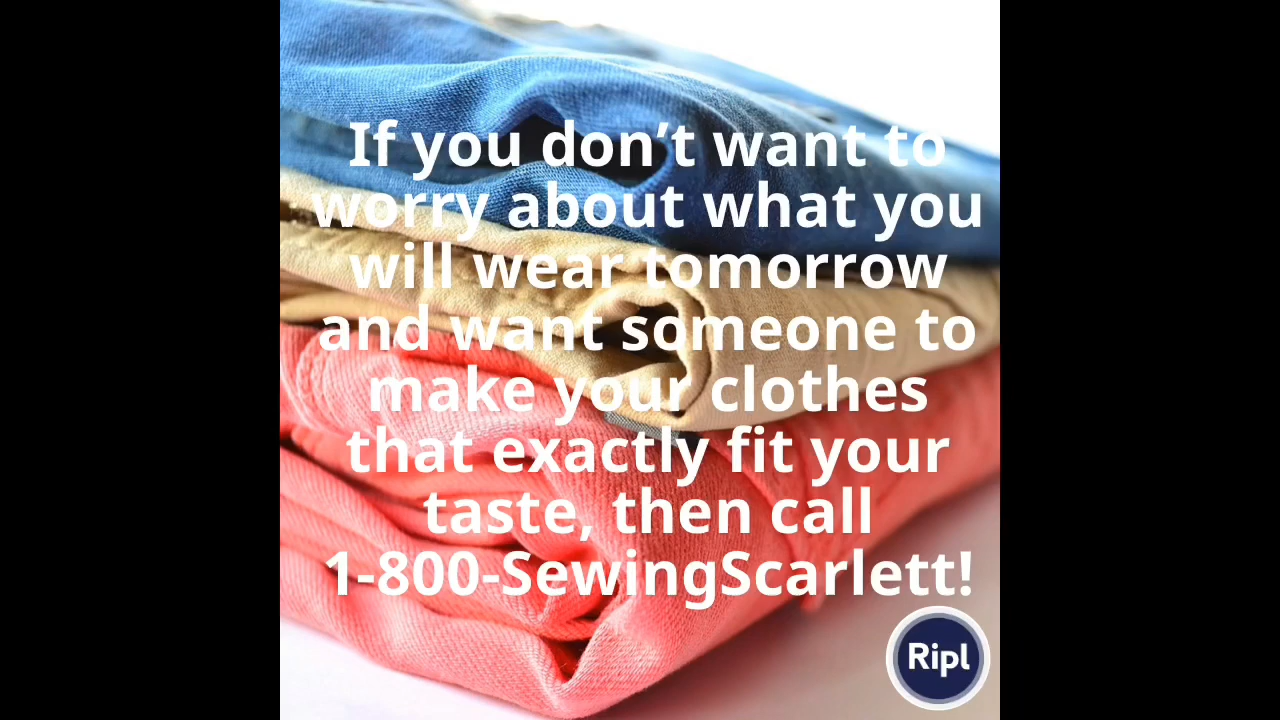 If you don’t want to
worry about what you
will wear tomorrow
and want someone to
make your clothes
that exactly fit your
taste, then call
1-800-SewingScarlett!
Ripl